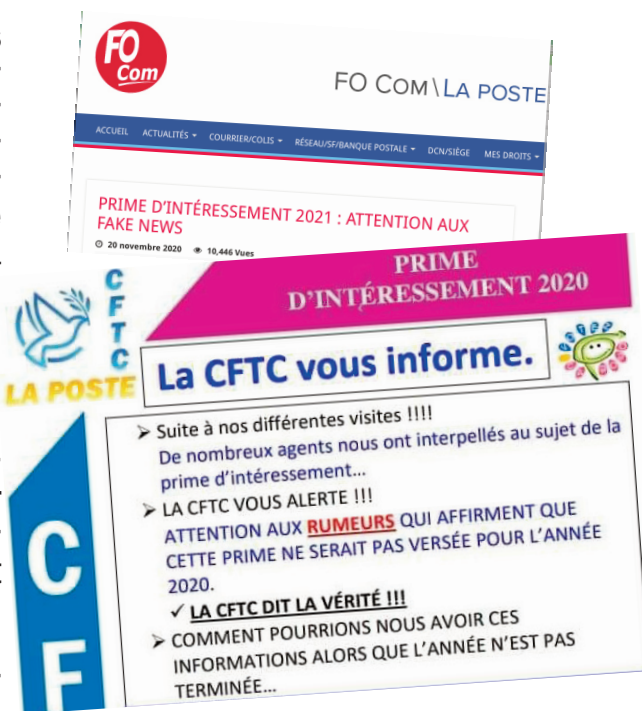 FO
Com
FO COM\LA POSTE
ACCUEIL ACTUALITÉS COURRIER/COLIS RÉSEAU/SF/BANQUE POSTALE DCN/SIÈGE MES DROITS
PRIME D'INTÉRESSEMENT 2021 : ATTENTION AUX
FAKE NEWS
20 novembre 2020 10,446 Vues
CFTC
LA POSTE
PRIME
D'INTÉRESSEMENT 2020
La CFTC vous informe.
➢ Suite à nos différentes visites !!!!
De nombreux agents nous ont interpellés au sujet de la
prime d'intéressement...
➢ LA CFTC VOUS ALERTE !!!
ATTENTION AUX RUMEURS QUI AFFIRMENT QUE
CETTE PRIME NE SERAIT PAS VERSÉE POUR L'ANNÉE
2020.
✓ LA CFTC DIT LA VÉRITÉ !!!
➢ COMMENT POURRIONS NOUS AVOIR CES
INFORMATIONS ALORS QUE L'ANNÉE N'EST PAS
TERMINÉE...
C
F